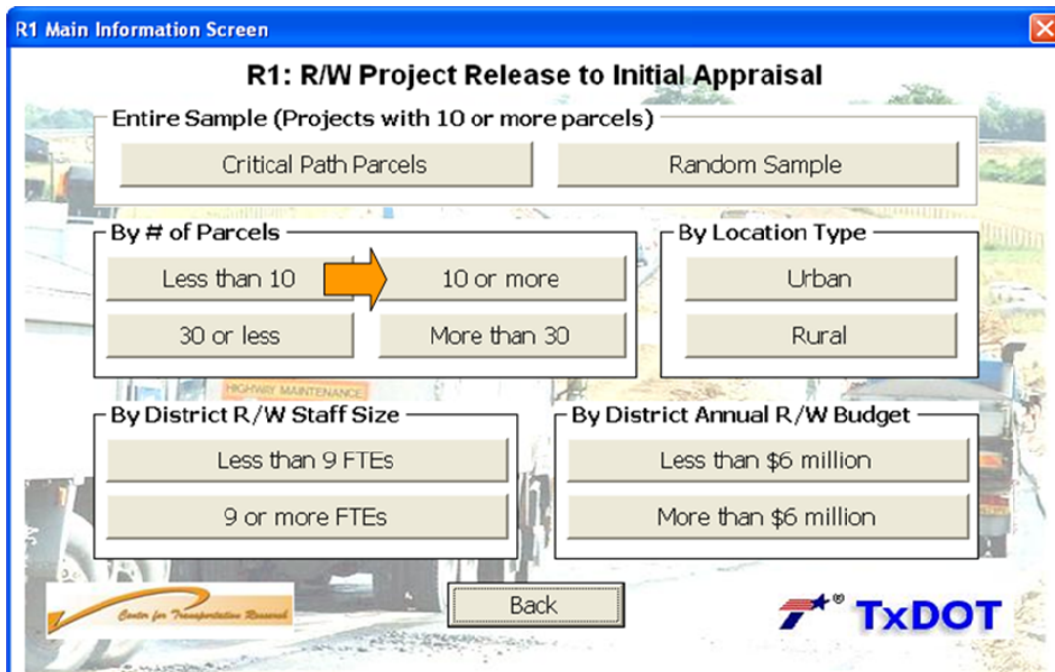 R1 Main Information Screen
R1: R/W Project Release to Initial Appraisal
Entire Sample (Projects with 10 or more parcels)
Critical Path Parcels
Random Sample
By # of Parcels
Less than 10
10 or more
30 or less
More than 30
By Location Type
Urban
Rural
HIGHWAY MAINTENANCE
By District R/W Staff Size
Less than 9 FTEs
9 or more FTEs
By District Annual R/W Budget
Less than $6 million
More than $6 million
Center for Transportation Research
Back
® TxDOT